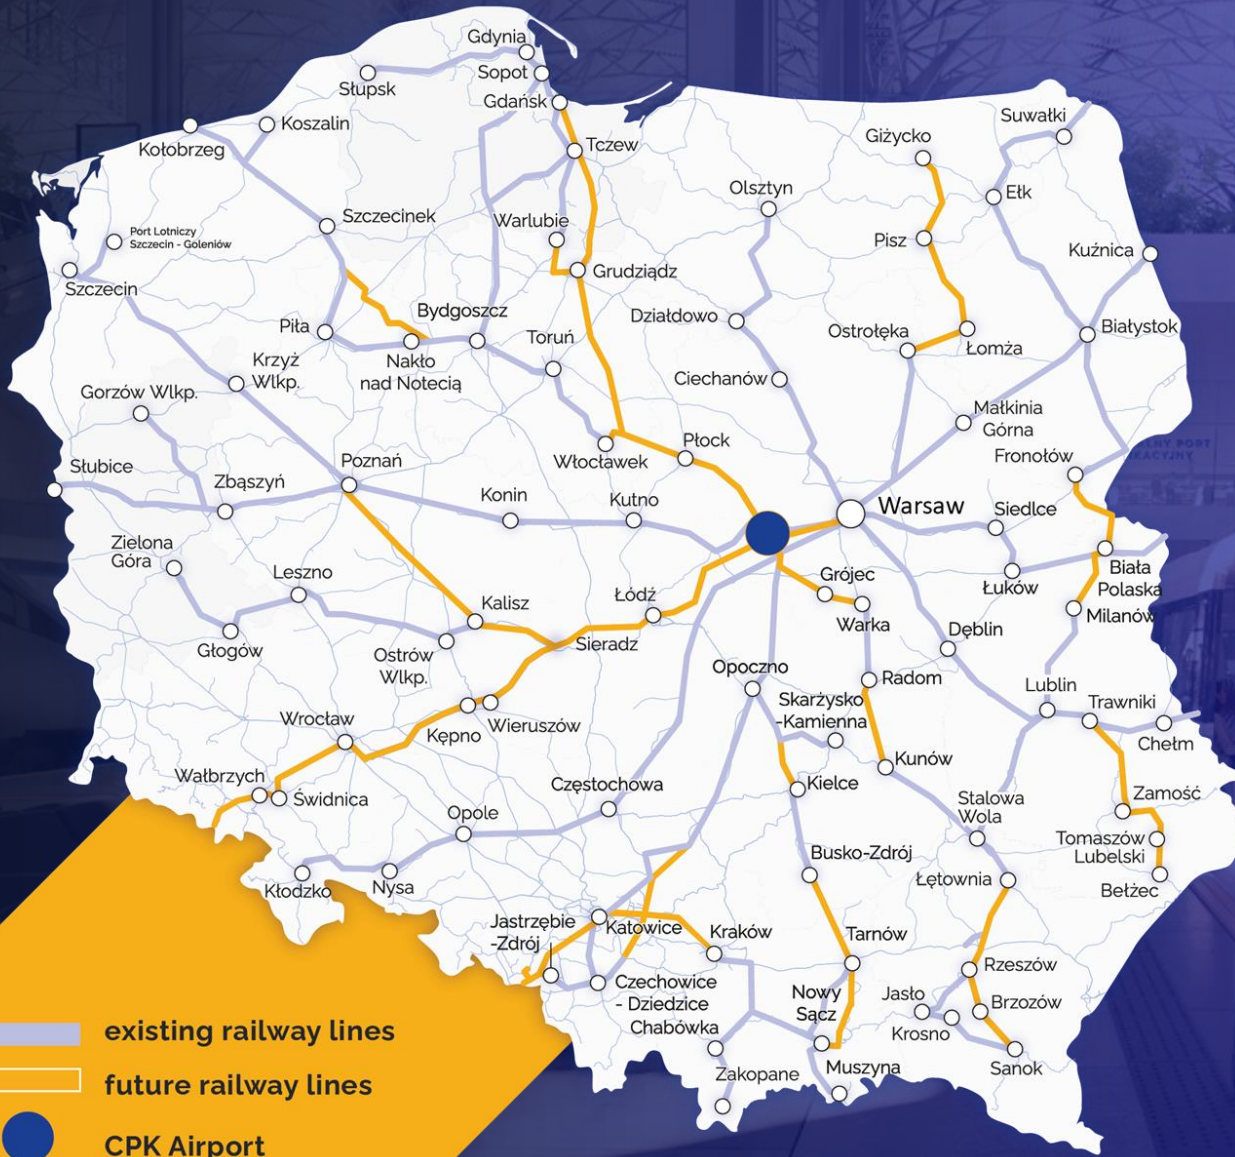 Gdynia
Słupsk
Sopot
Gdańsk
Koszalin
Kołobrzeg
Tczew
Giżycko
Suwałki
Olsztyn
Ełk
Port Lotniczy
Szczecin - Goleniów
Szczecinek
Warlubie
Pisz
Kuźnica
Szczecin
Grudziądz
Piła
Bydgoszcz
Toruń
Działdowo
Ostrołęka
Łomża
Białystok
Krzyż
Wlkp.
Nakło
nad Notecią
Ciechanów
Gorzów Wlkp.
Małkinia
Górna
Słubice
Zbąszyń
Poznań
Włocławek
Płock
Fronołów
LNY PORT
KACYJNY
Konin
Kutno
Warsaw
Siedlce
Zielona
Góra
Leszno
Kalisz
Łódź
Grójec
Łuków
Biała
Polaska
Milanów
Głogów
Ostrów
Wlkp.
Sieradz
Warka
Dęblin
Opoczno
Radom
Lublin
Trawniki
Skarżysko
-Kamienna
Wrocław
Kępno
Wieruszów
Chełm
Wałbrzych
Świdnica
Częstochowa
Kielce
Kunów
Zamość
Opole
Stalowa
Wola
Tomaszów
Lubelski
Busko-Zdrój
Łętownia
Bełżec
Kłodzko
Nysa
Jastrzębie
-Zdrój
Katowice
Kraków
Tarnów
Rzeszów
Czechowice
- Dziedzice
Nowy
Sącz
Jasło
Brzozów
Chabówka
Krosno
Zakopane
Muszyna
Sanok
existing railway lines
future railway lines
CPK Airport